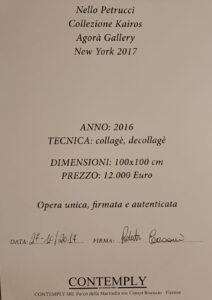 Nello Petrucci
Collezione Kairos
Agorà Gallery
New York 2017
ANNO: 2016
TECNICA: collagè, decollagè
DIMENSIONI: 100x100 cm
PREZZO: 12.000 Euro
Opera unica, firmata e autenticata
DATA: FIRMA:
CONTEMPLY